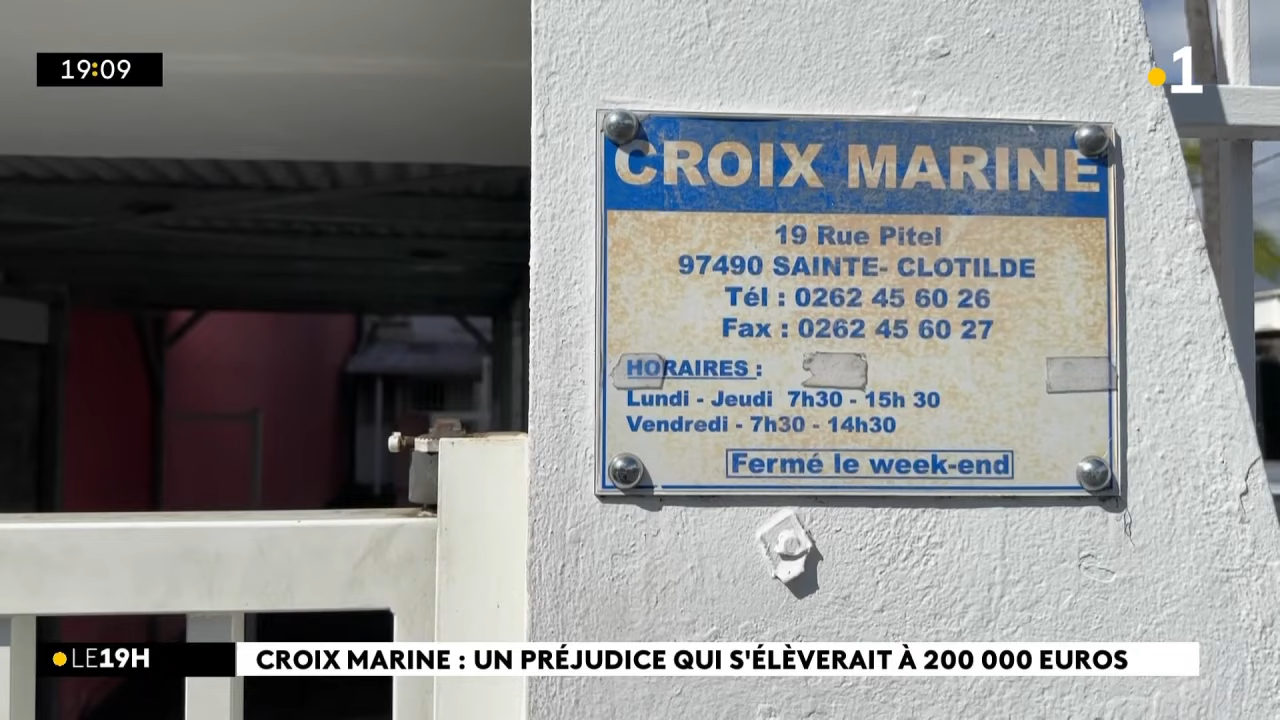 19:09
1
CROIX MARINE
19 Rue Pitel
97490 SAINTE- CLOTILDE
Tél : 0262 45 60 26
Fax : 0262 45 60 27
HORAIRES :
Lundi - Jeudi 7h30 - 15h 30
Vendredi - 7h30 - 14h30
Fermé le week-end
LE19H
CROIX MARINE : UN PRÉJUDICE QUI S'ÉLÈVERAIT À 200 000 EUROS